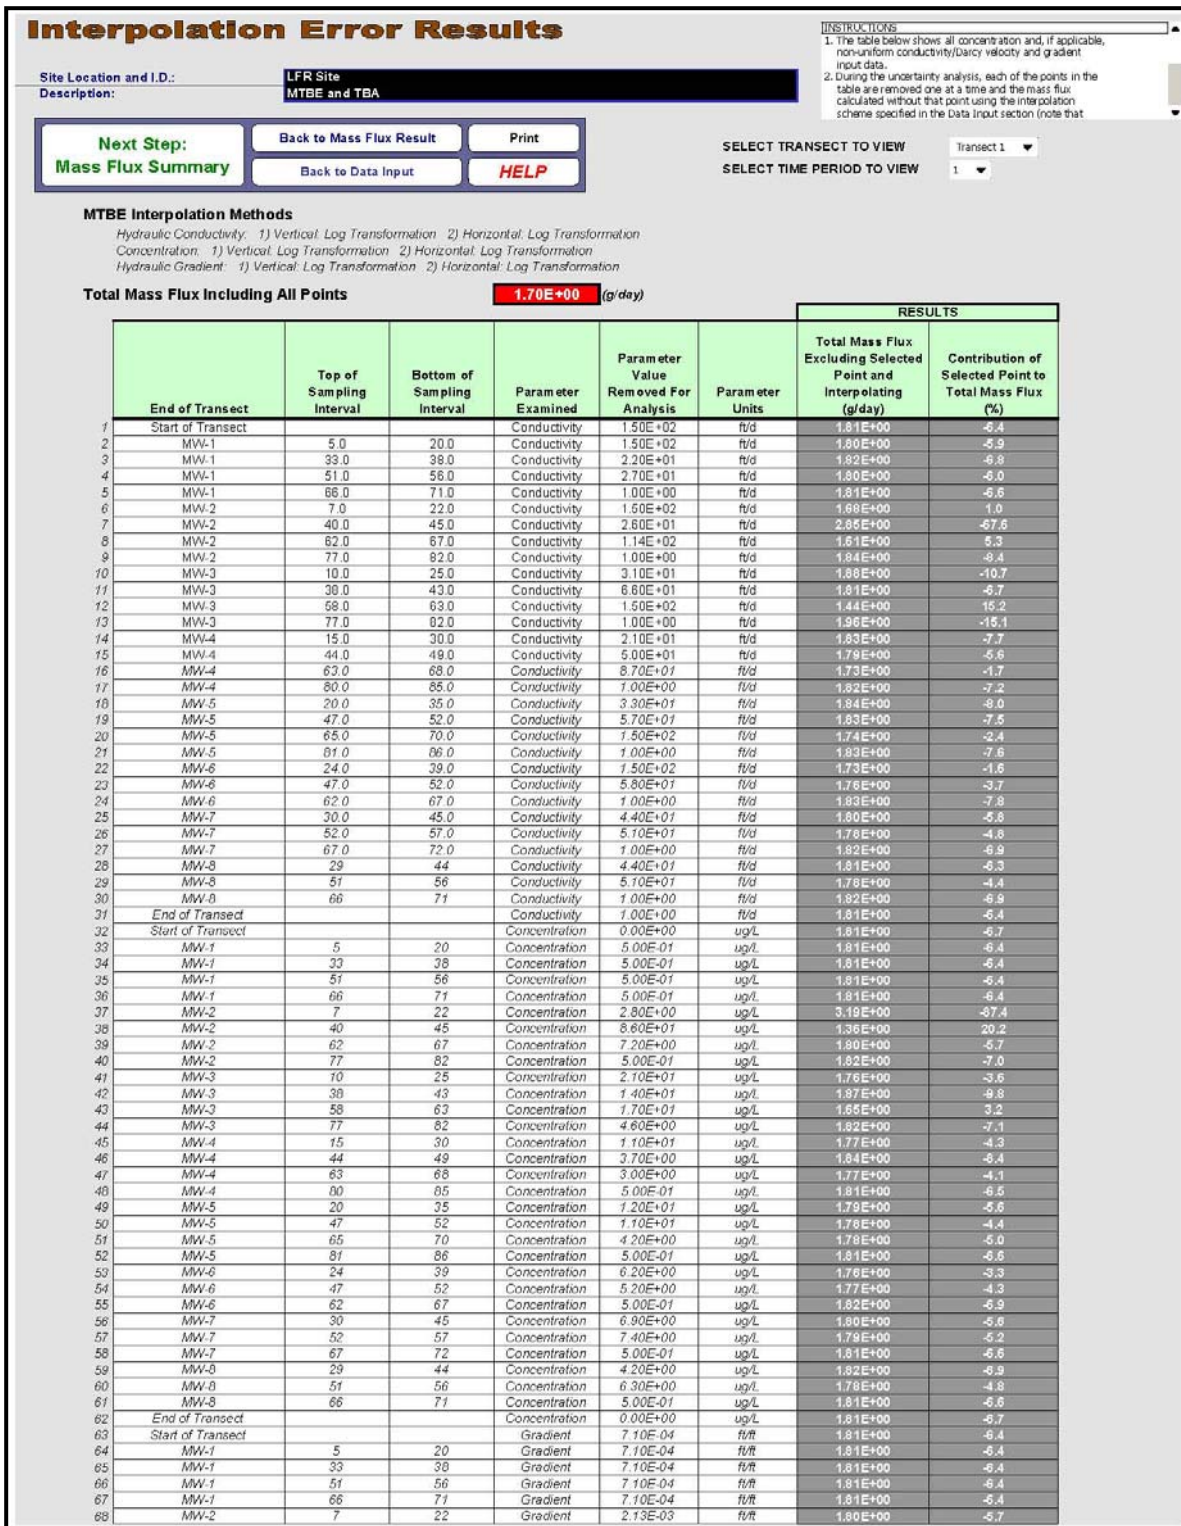 Interpolation Error Results
INSTRUCTIONS
1. The table below shows all concentration and, if applicable,
non-uniform conductivity/Darcy velocity and gradient
input data.
2. During the uncertainty analysis, each of the points in the
table are removed one at a time and the mass flux
calculated without that point using the interpolation
scheme specified in the Data Input section (note that
Site Location and I.D.: LFR Site
Description: MTBE and TBA
Next Step:
Mass Flux Summary
Back to Mass Flux Result
Print
Back to Data Input
HELP
SELECT TRANSECT TO VIEW Transect 1
SELECT TIME PERIOD TO VIEW 1
MTBE Interpolation Methods
Hydraulic Conductivity: 1) Vertical: Log Transformation 2) Horizontal: Log Transformation
Concentration: 1) Vertical: Log Transformation 2) Horizontal: Log Transformation
Hydraulic Gradient: 1) Vertical: Log Transformation 2) Horizontal: Log Transformation
Total Mass Flux Including All Points 1.70E+00 (g/day)
RESULTS
End of Transect
Top of Sampling Interval
Bottom of Sampling Interval
Parameter Examined
Parameter Value Removed For Analysis
Parameter Units
Total Mass Flux Excluding Selected Point and Interpolating (g/day)
Contribution of Selected Point to Total Mass Flux (%)
1 Start of Transect Conductivity 1.50E+02 ft/d 1.81E+00 -6.4
2 MW-1 5.0 20.0 Conductivity 1.50E+02 ft/d 1.80E+00 -5.9
3 MW-1 33.0 38.0 Conductivity 2.20E+01 ft/d 1.82E+00 -6.8
4 MW-1 51.0 56.0 Conductivity 2.70E+01 ft/d 1.80E+00 -6.0
5 MW-1 66.0 71.0 Conductivity 1.00E+00 ft/d 1.81E+00 -6.6
6 MW-2 7.0 22.0 Conductivity 1.50E+02 ft/d 1.68E+00 1.0
7 MW-2 40.0 45.0 Conductivity 2.60E+01 ft/d 2.85E+00 -67.6
8 MW-2 62.0 67.0 Conductivity 1.14E+02 ft/d 1.61E+00 5.3
9 MW-2 77.0 82.0 Conductivity 1.00E+00 ft/d 1.84E+00 -8.4
10 MW-3 10.0 25.0 Conductivity 3.10E+01 ft/d 1.88E+00 -10.7
11 MW-3 38.0 43.0 Conductivity 6.60E+01 ft/d 1.81E+00 -6.7
12 MW-3 58.0 63.0 Conductivity 1.50E+02 ft/d 1.44E+00 15.2
13 MW-3 77.0 82.0 Conductivity 1.00E+00 ft/d 1.96E+00 -15.1
14 MW-4 15.0 30.0 Conductivity 2.10E+01 ft/d 1.83E+00 -7.7
15 MW-4 44.0 49.0 Conductivity 5.00E+01 ft/d 1.79E+00 -5.6
16 MW-4 63.0 68.0 Conductivity 8.70E+01 ft/d 1.73E+00 -1.7
17 MW-4 80.0 85.0 Conductivity 1.00E+00 ft/d 1.82E+00 -7.2
18 MW-5 20.0 35.0 Conductivity 3.30E+01 ft/d 1.84E+00 -8.0
19 MW-5 47.0 52.0 Conductivity 5.70E+01 ft/d 1.83E+00 -7.5
20 MW-5 65.0 70.0 Conductivity 1.50E+02 ft/d 1.74E+00 -2.4
21 MW-5 81.0 86.0 Conductivity 1.00E+00 ft/d 1.83E+00 -7.6
22 MW-6 24.0 39.0 Conductivity 1.50E+02 ft/d 1.73E+00 -1.6
23 MW-6 47.0 52.0 Conductivity 5.80E+01 ft/d 1.76E+00 -3.7
24 MW-6 62.0 67.0 Conductivity 1.00E+00 ft/d 1.83E+00 -7.8
25 MW-7 30.0 45.0 Conductivity 4.40E+01 ft/d 1.80E+00 -5.8
26 MW-7 52.0 57.0 Conductivity 5.10E+01 ft/d 1.78E+00 -4.8
27 MW-7 67.0 72.0 Conductivity 1.00E+00 ft/d 1.82E+00 -6.9
28 MW-8 29 44 Conductivity 4.40E+01 ft/d 1.81E+00 -6.3
29 MW-8 51 56 Conductivity 5.10E+01 ft/d 1.78E+00 -4.4
30 MW-8 66 71 Conductivity 1.00E+00 ft/d 1.82E+00 -6.9
31 End of Transect Conductivity 1.00E+00 ft/d 1.81E+00 -6.4
32 Start of Transect Concentration 0.00E+00 ug/L 1.81E+00 -6.7
33 MW-1 5 20 Concentration 5.00E-01 ug/L 1.81E+00 -6.4
34 MW-1 33 38 Concentration 5.00E-01 ug/L 1.81E+00 -6.4
35 MW-1 51 56 Concentration 5.00E-01 ug/L 1.81E+00 -6.4
36 MW-1 66 71 Concentration 5.00E-01 ug/L 1.81E+00 -6.4
37 MW-2 7 22 Concentration 2.80E+00 ug/L 3.19E+00 -87.4
38 MW-2 40 45 Concentration 8.60E+01 ug/L 1.36E+00 20.2
39 MW-2 62 67 Concentration 7.20E+00 ug/L 1.80E+00 -5.7
40 MW-2 77 82 Concentration 5.00E-01 ug/L 1.82E+00 -7.0
41 MW-3 10 25 Concentration 2.10E+01 ug/L 1.76E+00 -3.6
42 MW-3 38 43 Concentration 1.40E+01 ug/L 1.87E+00 -9.8
43 MW-3 58 63 Concentration 1.70E+01 ug/L 1.65E+00 3.2
44 MW-3 77 82 Concentration 4.60E+00 ug/L 1.82E+00 -7.1
45 MW-4 15 30 Concentration 1.10E+01 ug/L 1.77E+00 -4.3
46 MW-4 44 49 Concentration 3.70E+00 ug/L 1.84E+00 -8.4
47 MW-4 63 68 Concentration 3.00E+00 ug/L 1.77E+00 -4.1
48 MW-4 80 85 Concentration 5.00E-01 ug/L 1.81E+00 -6.5
49 MW-5 20 35 Concentration 1.20E+01 ug/L 1.79E+00 -5.6
50 MW-5 47 52 Concentration 1.10E+01 ug/L 1.78E+00 -4.4
51 MW-5 65 70 Concentration 4.20E+00 ug/L 1.78E+00 -5.0
52 MW-5 81 86 Concentration 5.00E-01 ug/L 1.81E+00 -6.6
53 MW-6 24 39 Concentration 6.20E+00 ug/L 1.76E+00 -3.3
54 MW-6 47 52 Concentration 5.20E+00 ug/L 1.77E+00 -4.3
55 MW-6 62 67 Concentration 5.00E-01 ug/L 1.82E+00 -6.9
56 MW-7 30 45 Concentration 6.90E+00 ug/L 1.80E+00 -5.6
57 MW-7 52 57 Concentration 7.40E+00 ug/L 1.79E+00 -5.2
58 MW-7 67 72 Concentration 5.00E-01 ug/L 1.81E+00 -6.6
59 MW-8 29 44 Concentration 4.20E+00 ug/L 1.82E+00 -6.9
60 MW-8 51 56 Concentration 6.30E+00 ug/L 1.78E+00 -4.8
61 MW-8 66 71 Concentration 5.00E-01 ug/L 1.81E+00 -6.6
62 End of Transect Concentration 0.00E+00 ug/L 1.81E+00 -6.7
63 Start of Transect Gradient 7.10E-04 ft/ft 1.81E+00 -6.4
64 MW-1 5 20 Gradient 7.10E-04 ft/ft 1.81E+00 -6.4
65 MW-1 33 38 Gradient 7.10E-04 ft/ft 1.81E+00 -6.4
66 MW-1 51 56 Gradient 7.10E-04 ft/ft 1.81E+00 -6.4
67 MW-1 66 71 Gradient 7.10E-04 ft/ft 1.81E+00 -6.4
68 MW-2 7 22 Gradient 2.13E-03 ft/ft 1.80E+00 -5.7